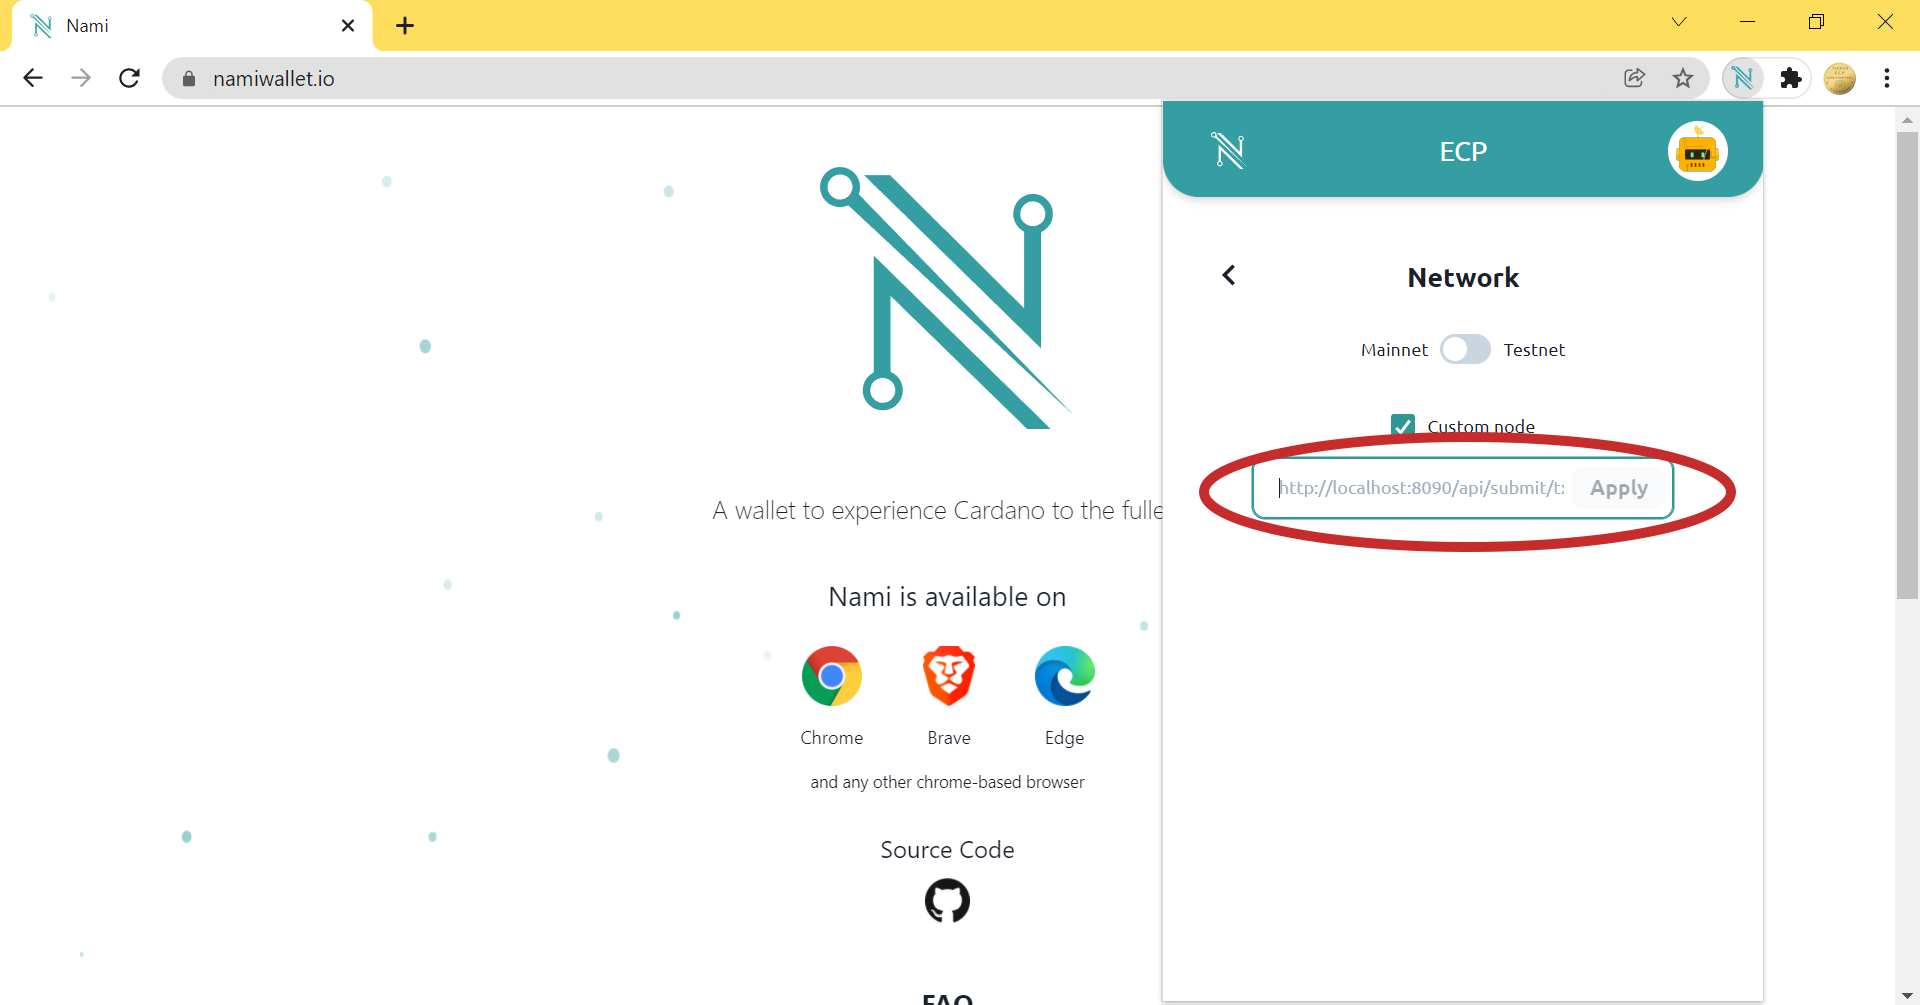 Nami
namiwallet.io
ECP
Network
Mainnet Testnet
Custom node
http://localhost:8090/api/submit/t
Apply
A wallet to experience Cardano to the fulle
Nami is available on
Chrome Brave Edge
and any other chrome-based browser
Source Code
FAQ